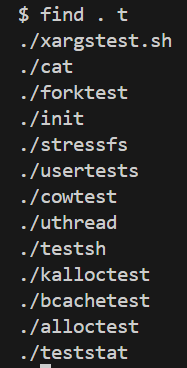 $ find . t
./xargstest.sh
./cat
./forktest
./init
./stressfs
./usertests
./cowtest
./uthread
./testsh
./kalloctest
./bcachetest
./alloctest
./teststat